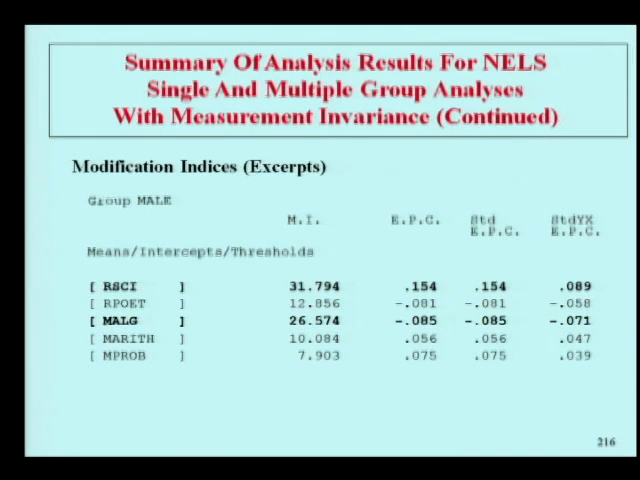 Summary Of Analysis Results For NELS
Single And Multiple Group Analyses
With Measurement Invariance (Continued)
Modification Indices (Excerpts)
Group MALE
M.I. E.P.C. Std E.P.C. StdYX E.P.C.
Means/Intercepts/Thresholds
[ RSCI ] 31.794 .154 .154 .089
[ RPOET ] 12.856 -.081 -.081 -.058
[ MALG ] 26.574 -.085 -.085 -.071
[ MARITH ] 10.084 .056 .056 .047
[ MPROB ] 7.903 .075 .075 .039
216